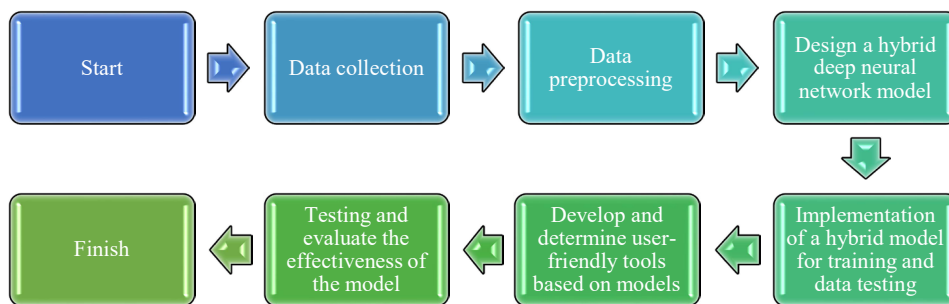 Start
Data collection
Data
preprocessing
Design a hybrid
deep neural
network model
Implementation
of a hybrid model
for training and
data testing
Develop and
determine user-
friendly tools
based on models
Testing and
evaluate the
effectiveness of
the model
Finish